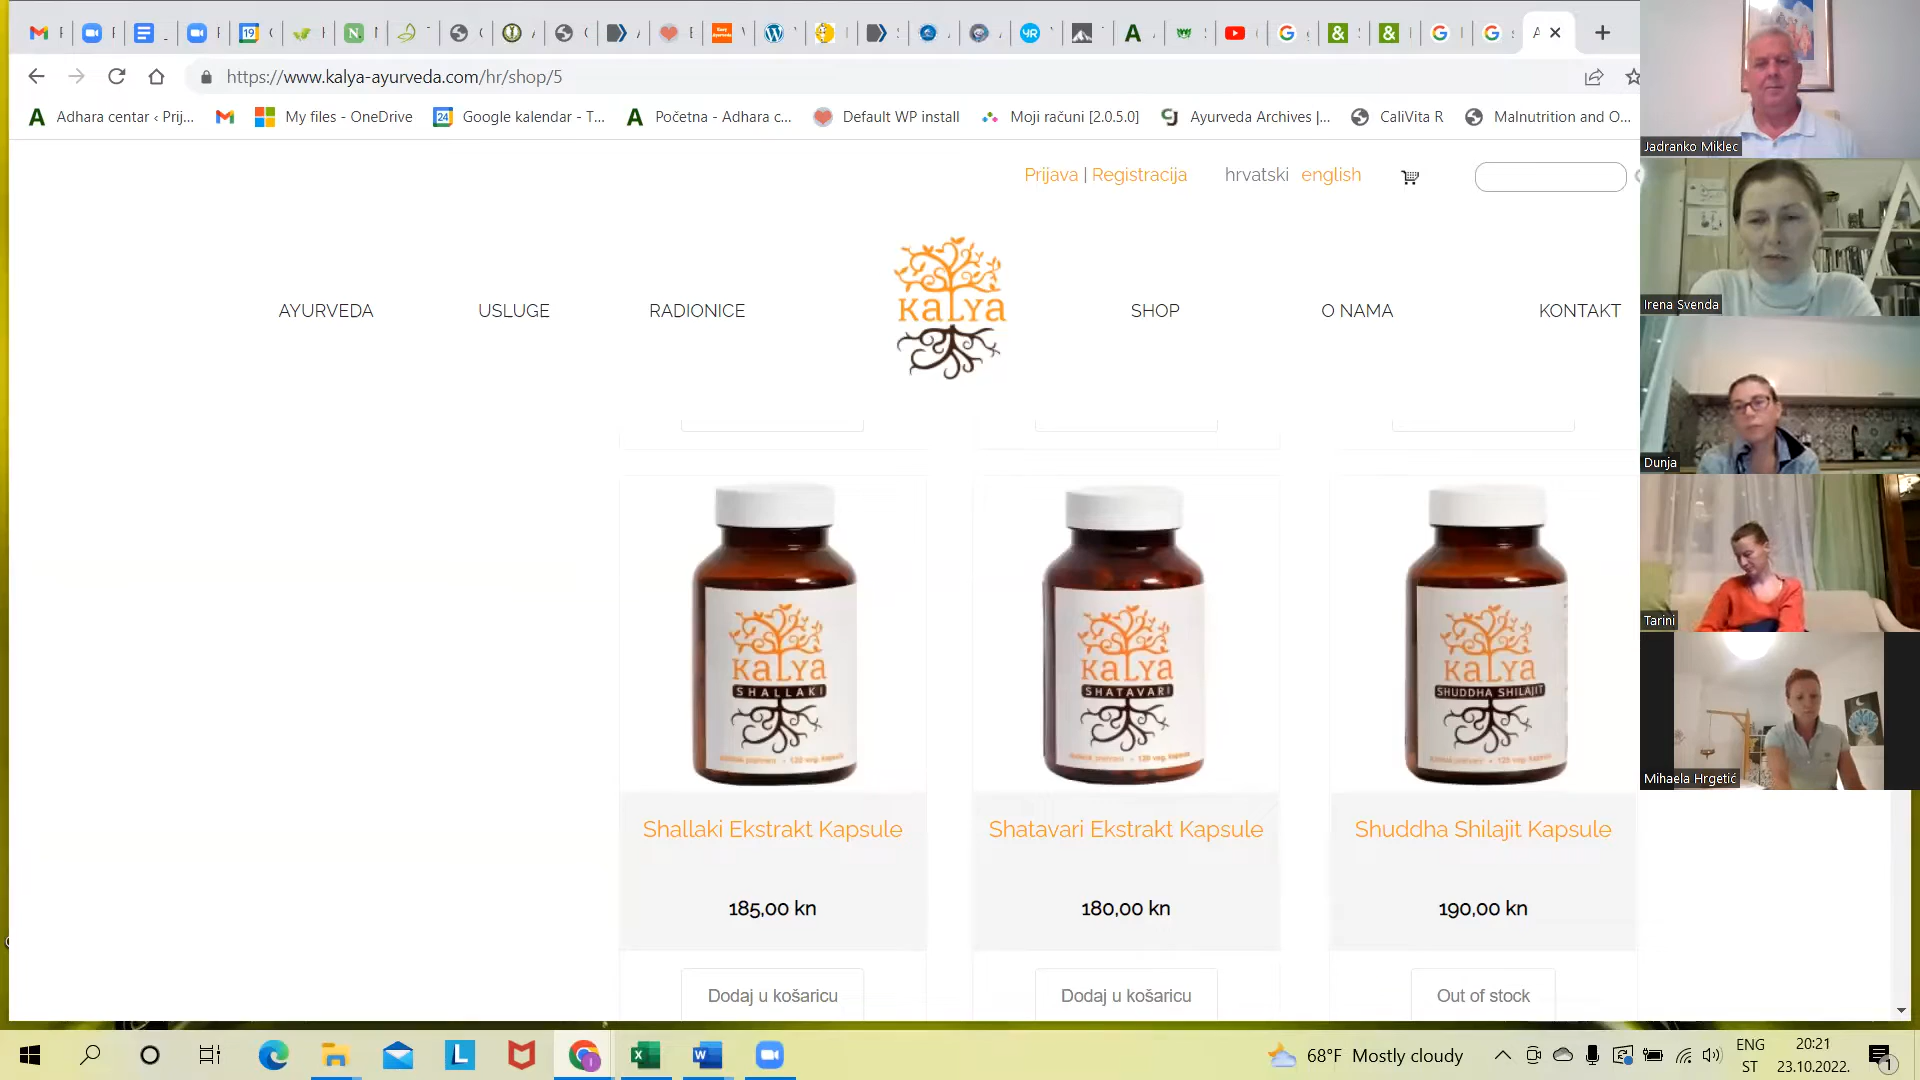 https://www.kalya-ayurveda.com/hr/shop/5
Adhara centar ‹ Prij...
My files - OneDrive
Google kalendar - T...
Početna - Adhara c...
Default WP install
Moji računi [2.0.5.0]
Ayurveda Archives |...
CaliVita R
Malnutrition and O...
Prijava | Registracija
hrvatski
english
AYURVEDA
USLUGE
RADIONICE
KALYA
SHOP
O NAMA
KONTAKT
KALYA
SHALLAKI
KALYA
SHATAVARI
KALYA
SHUDDHA SHILAJIT
Shallaki Ekstrakt Kapsule
Shatavari Ekstrakt Kapsule
Shuddha Shilajit Kapsule
185,00 kn
180,00 kn
190,00 kn
Dodaj u košaricu
Dodaj u košaricu
Out of stock
Jadranko Miklec
Irena Svenda
Dunja
Tarini
Mihaela Hrgetić
68°F Mostly cloudy
ENG
ST
20:21
23.10.2022.
1